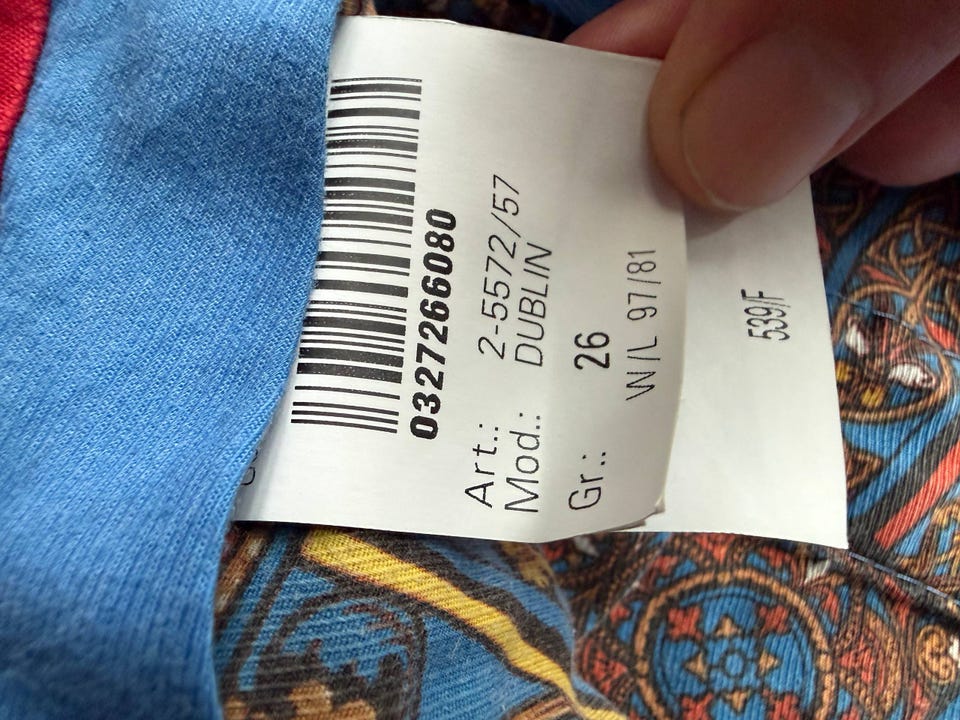 0327266080
Art.: 2-5572/57
Mod.: DUBLIN
Gr.: 26
W/L 97/81
539/F